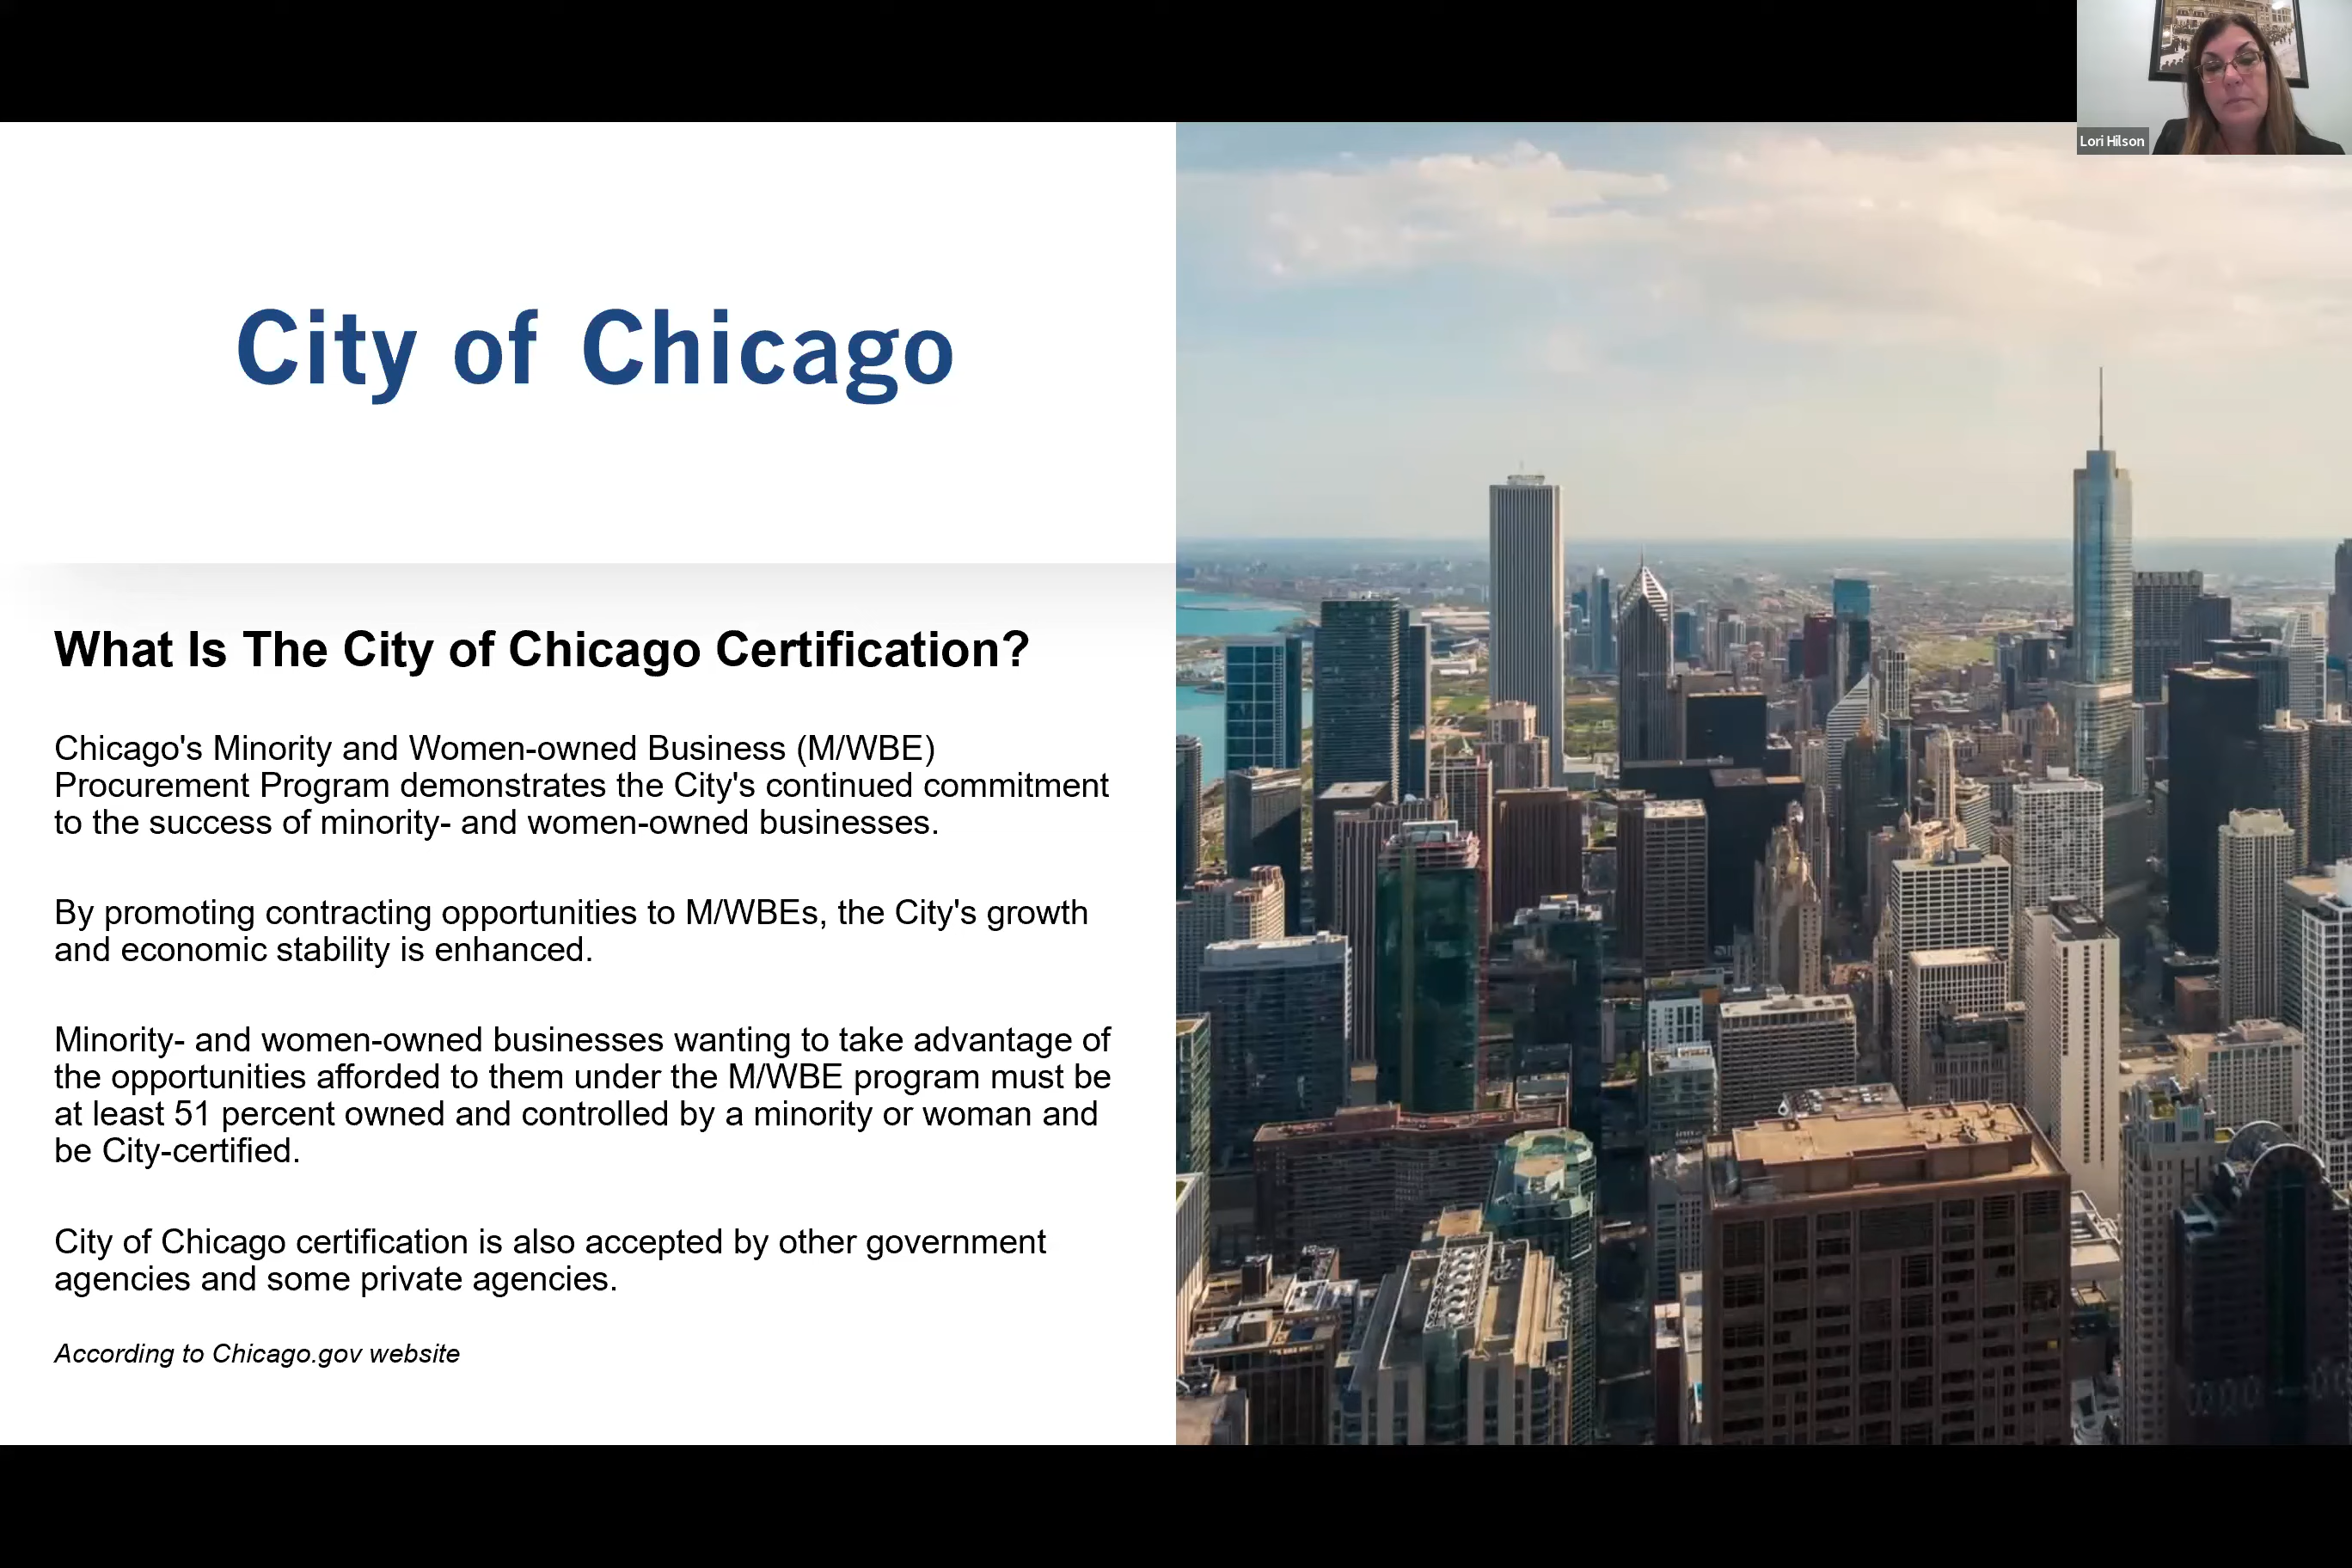 Lori Hilson
City of Chicago
What Is The City of Chicago Certification?
Chicago's Minority and Women-owned Business (M/WBE)
Procurement Program demonstrates the City's continued commitment
to the success of minority- and women-owned businesses.
By promoting contracting opportunities to M/WBEs, the City's growth
and economic stability is enhanced.
Minority- and women-owned businesses wanting to take advantage of
the opportunities afforded to them under the M/WBE program must be
at least 51 percent owned and controlled by a minority or woman and
be City-certified.
City of Chicago certification is also accepted by other government
agencies and some private agencies.
According to Chicago.gov website